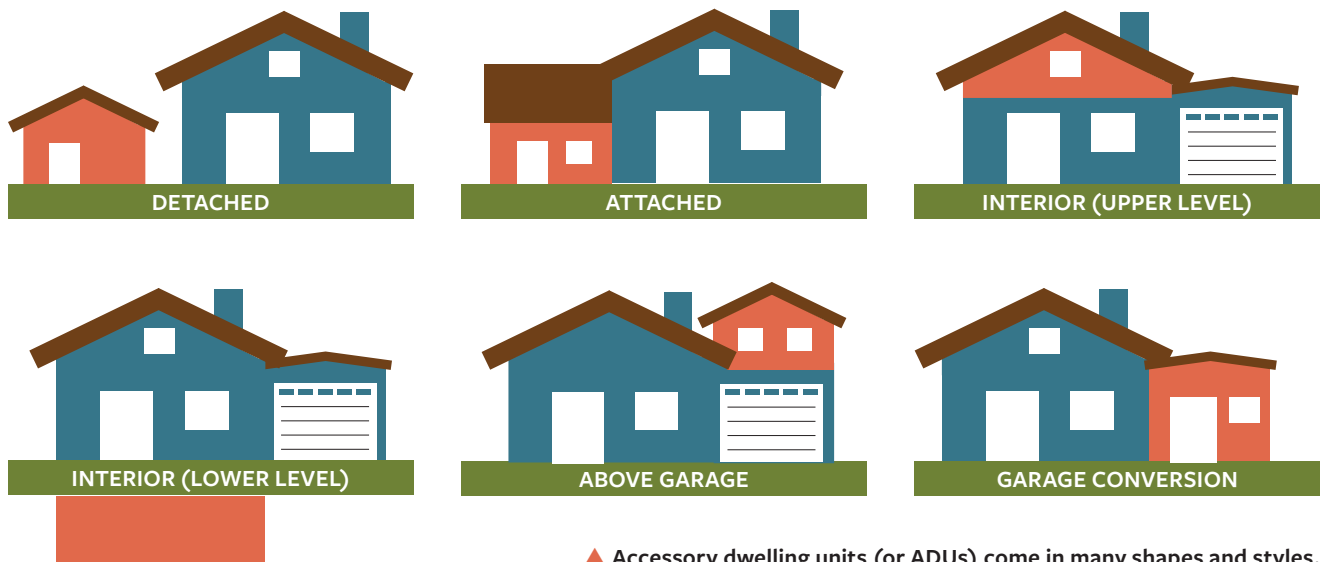 DETACHED
ATTACHED
INTERIOR (UPPER LEVEL)
INTERIOR (LOWER LEVEL)
ABOVE GARAGE
GARAGE CONVERSION
Accessory dwelling units (or ADUs) come in many shapes and styles.